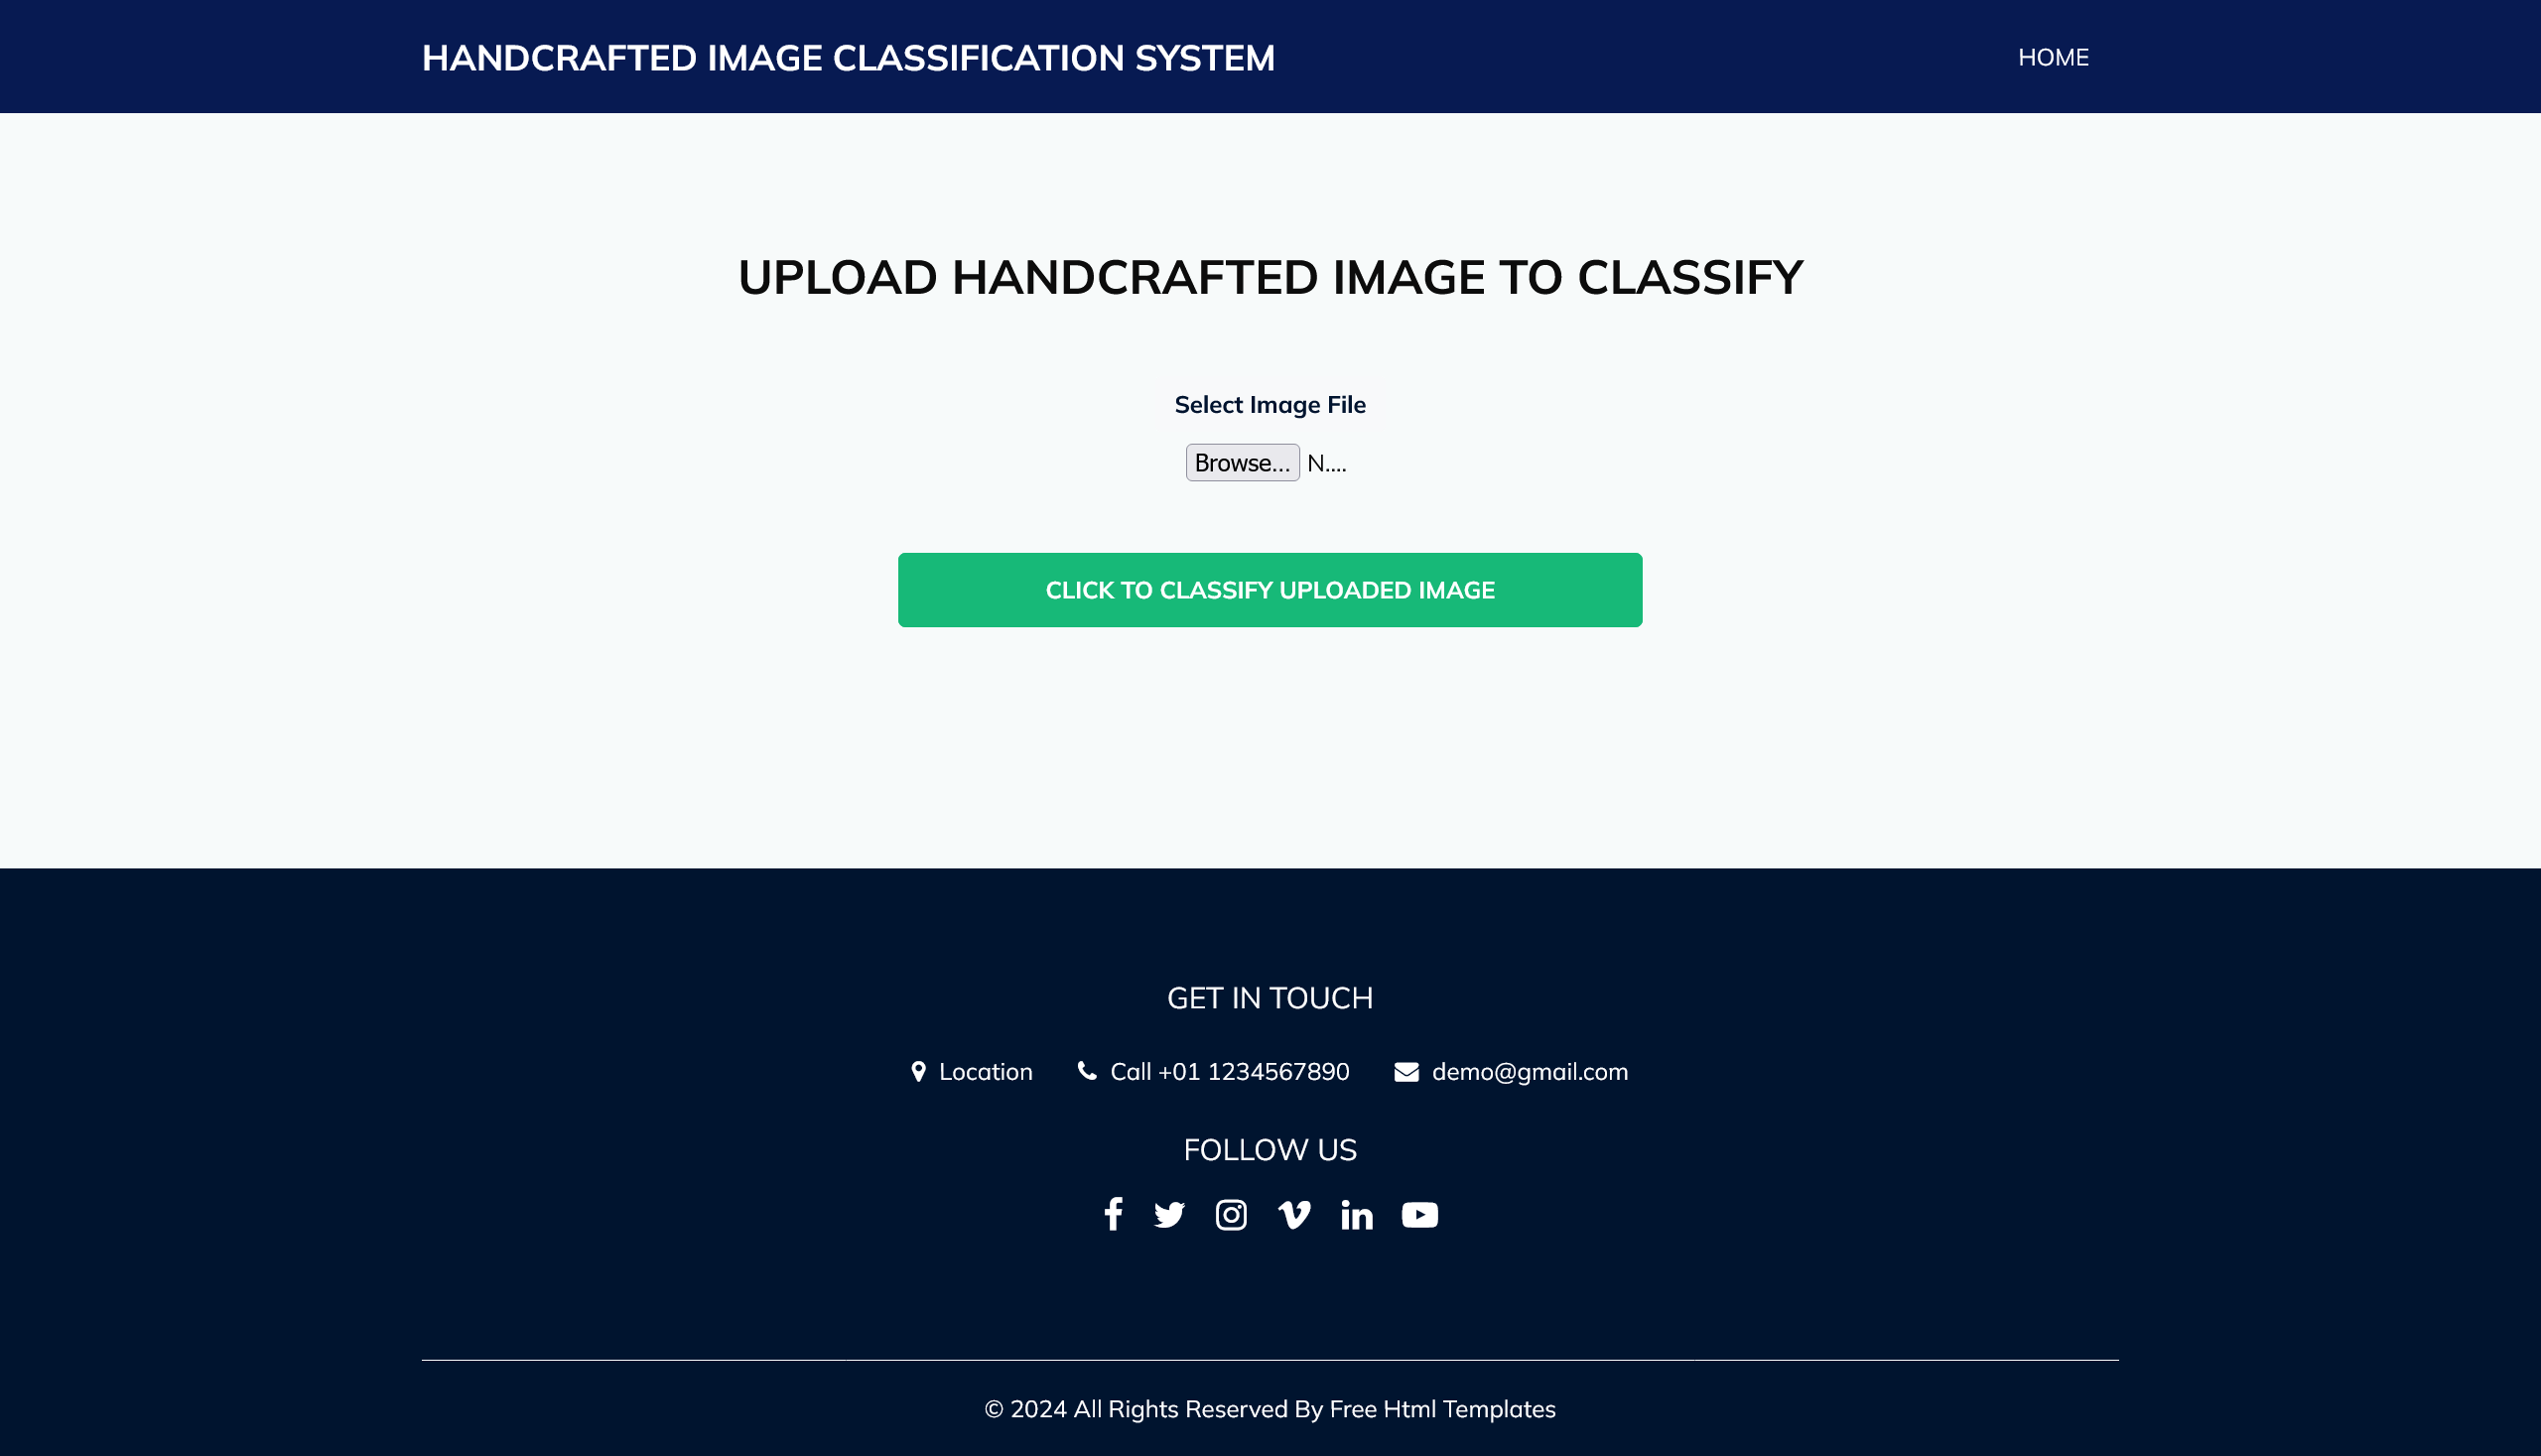 HANDCRAFTED IMAGE CLASSIFICATION SYSTEM
HOME
UPLOAD HANDCRAFTED IMAGE TO CLASSIFY
Select Image File
Browse... N....
CLICK TO CLASSIFY UPLOADED IMAGE
GET IN TOUCH
Location Call +01 1234567890 demo@gmail.com
FOLLOW US
© 2024 All Rights Reserved By Free Html Templates